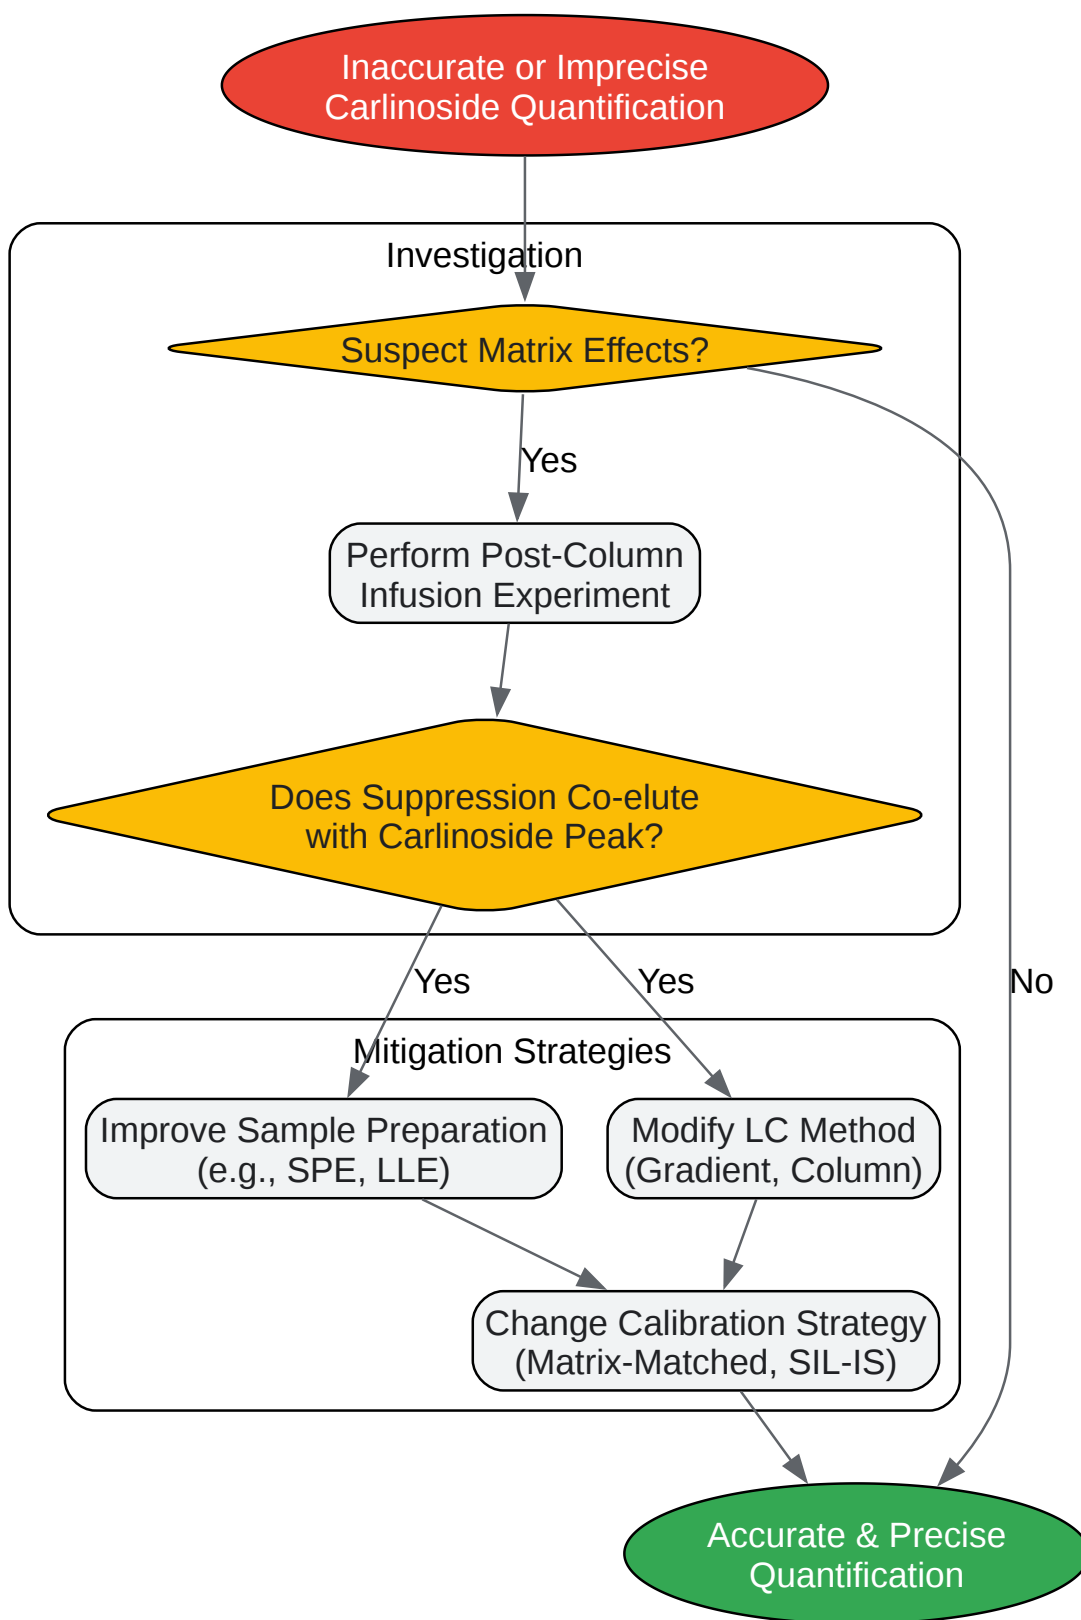 Inaccurate or Imprecise
Carlinoside Quantification
Investigation
Suspect Matrix Effects?
Yes
Perform Post-Column
Infusion Experiment
Does Suppression Co-elute
with Carlinoside Peak?
Yes
Yes
No
Mitigation Strategies
Improve Sample Preparation
(e.g., SPE, LLE)
Modify LC Method
(Gradient, Column)
Change Calibration Strategy
(Matrix-Matched, SIL-IS)
Accurate & Precise
Quantification